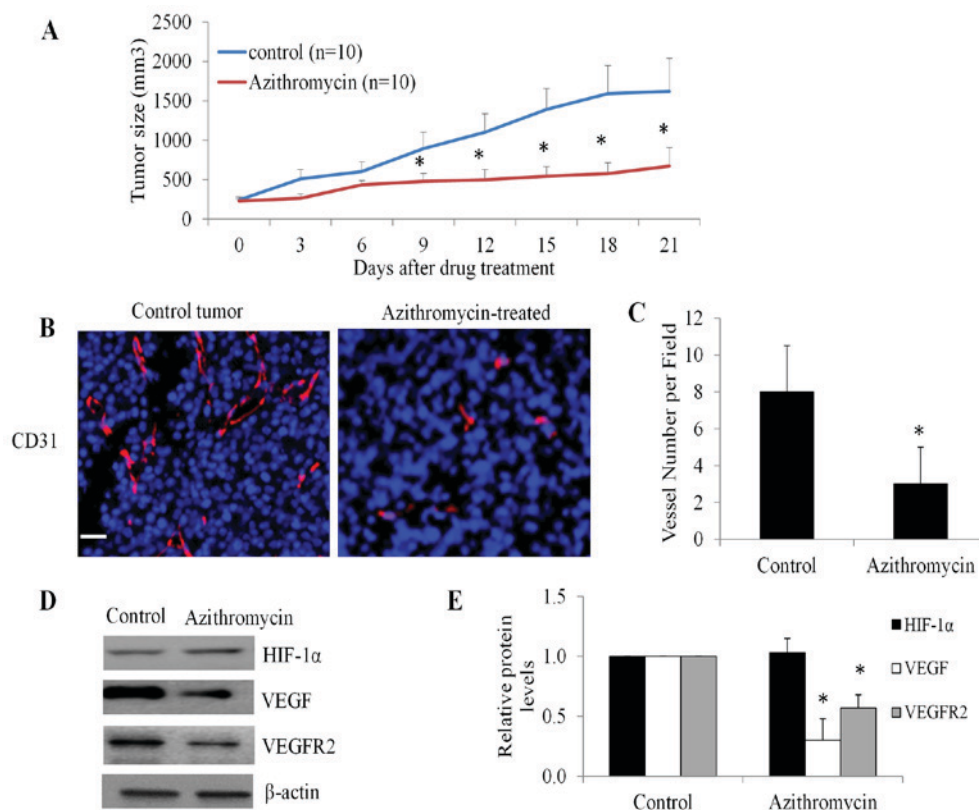 A
Tumor size (mm3)
2500
2000
1500
1000
500
0
control (n=10)
Azithromycin (n=10)
*
*
*
*
*
0 3 6 9 12 15 18 21
Days after drug treatment
B
Control tumor
Azithromycin-treated
CD31
C
Vessel Number per Field
12
10
8
6
4
2
0
*
Control
Azithromycin
D
Control Azithromycin
HIF-1α
VEGF
VEGFR2
β-actin
E
Relative protein
levels
1.5
1.0
0.5
0.0
*
*
Control
Azithromycin
HIF-1α
VEGF
VEGFR2